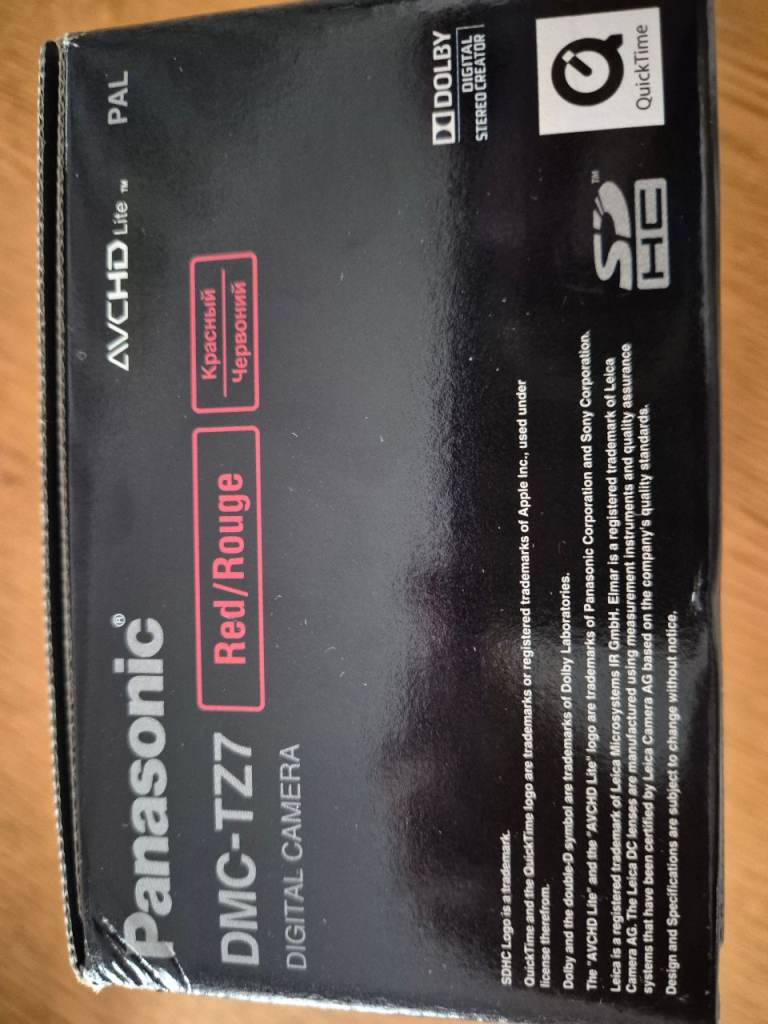 Panasonic®
AVCHD Lite™ PAL
DMC-TZ7
Red/Rouge
Красный
Червоний
DIGITAL CAMERA
DOLBY
DIGITAL
STEREO CREATOR
QuickTime
SD™
HC
SDHC Logo is a trademark.
QuickTime and the QuickTime logo are trademarks or registered trademarks of Apple Inc., used under
license therefrom.
Dolby and the double-D symbol are trademarks of Dolby Laboratories.
The "AVCHD Lite" and the "AVCHD Lite" logo are trademarks of Panasonic Corporation and Sony Corporation.
Leica is a registered trademark of Leica Microsystems IR GmbH. Elmar is a registered trademark of Leica
Camera AG. The Leica DC lenses are manufactured using measurement instruments and quality assurance
systems that have been certified by Leica Camera AG based on the company's quality standards.
Design and Specifications are subject to change without notice.